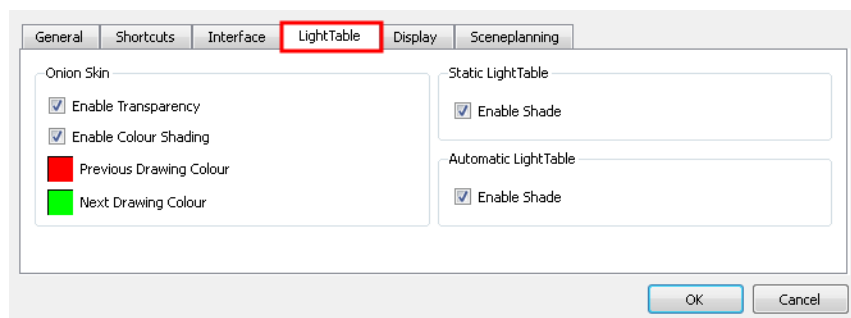 General Shortcuts Interface LightTable Display Sceneplanning
Onion Skin
Enable Transparency
Enable Colour Shading
Previous Drawing Colour
Next Drawing Colour
Static LightTable
Enable Shade
Automatic LightTable
Enable Shade
OK Cancel